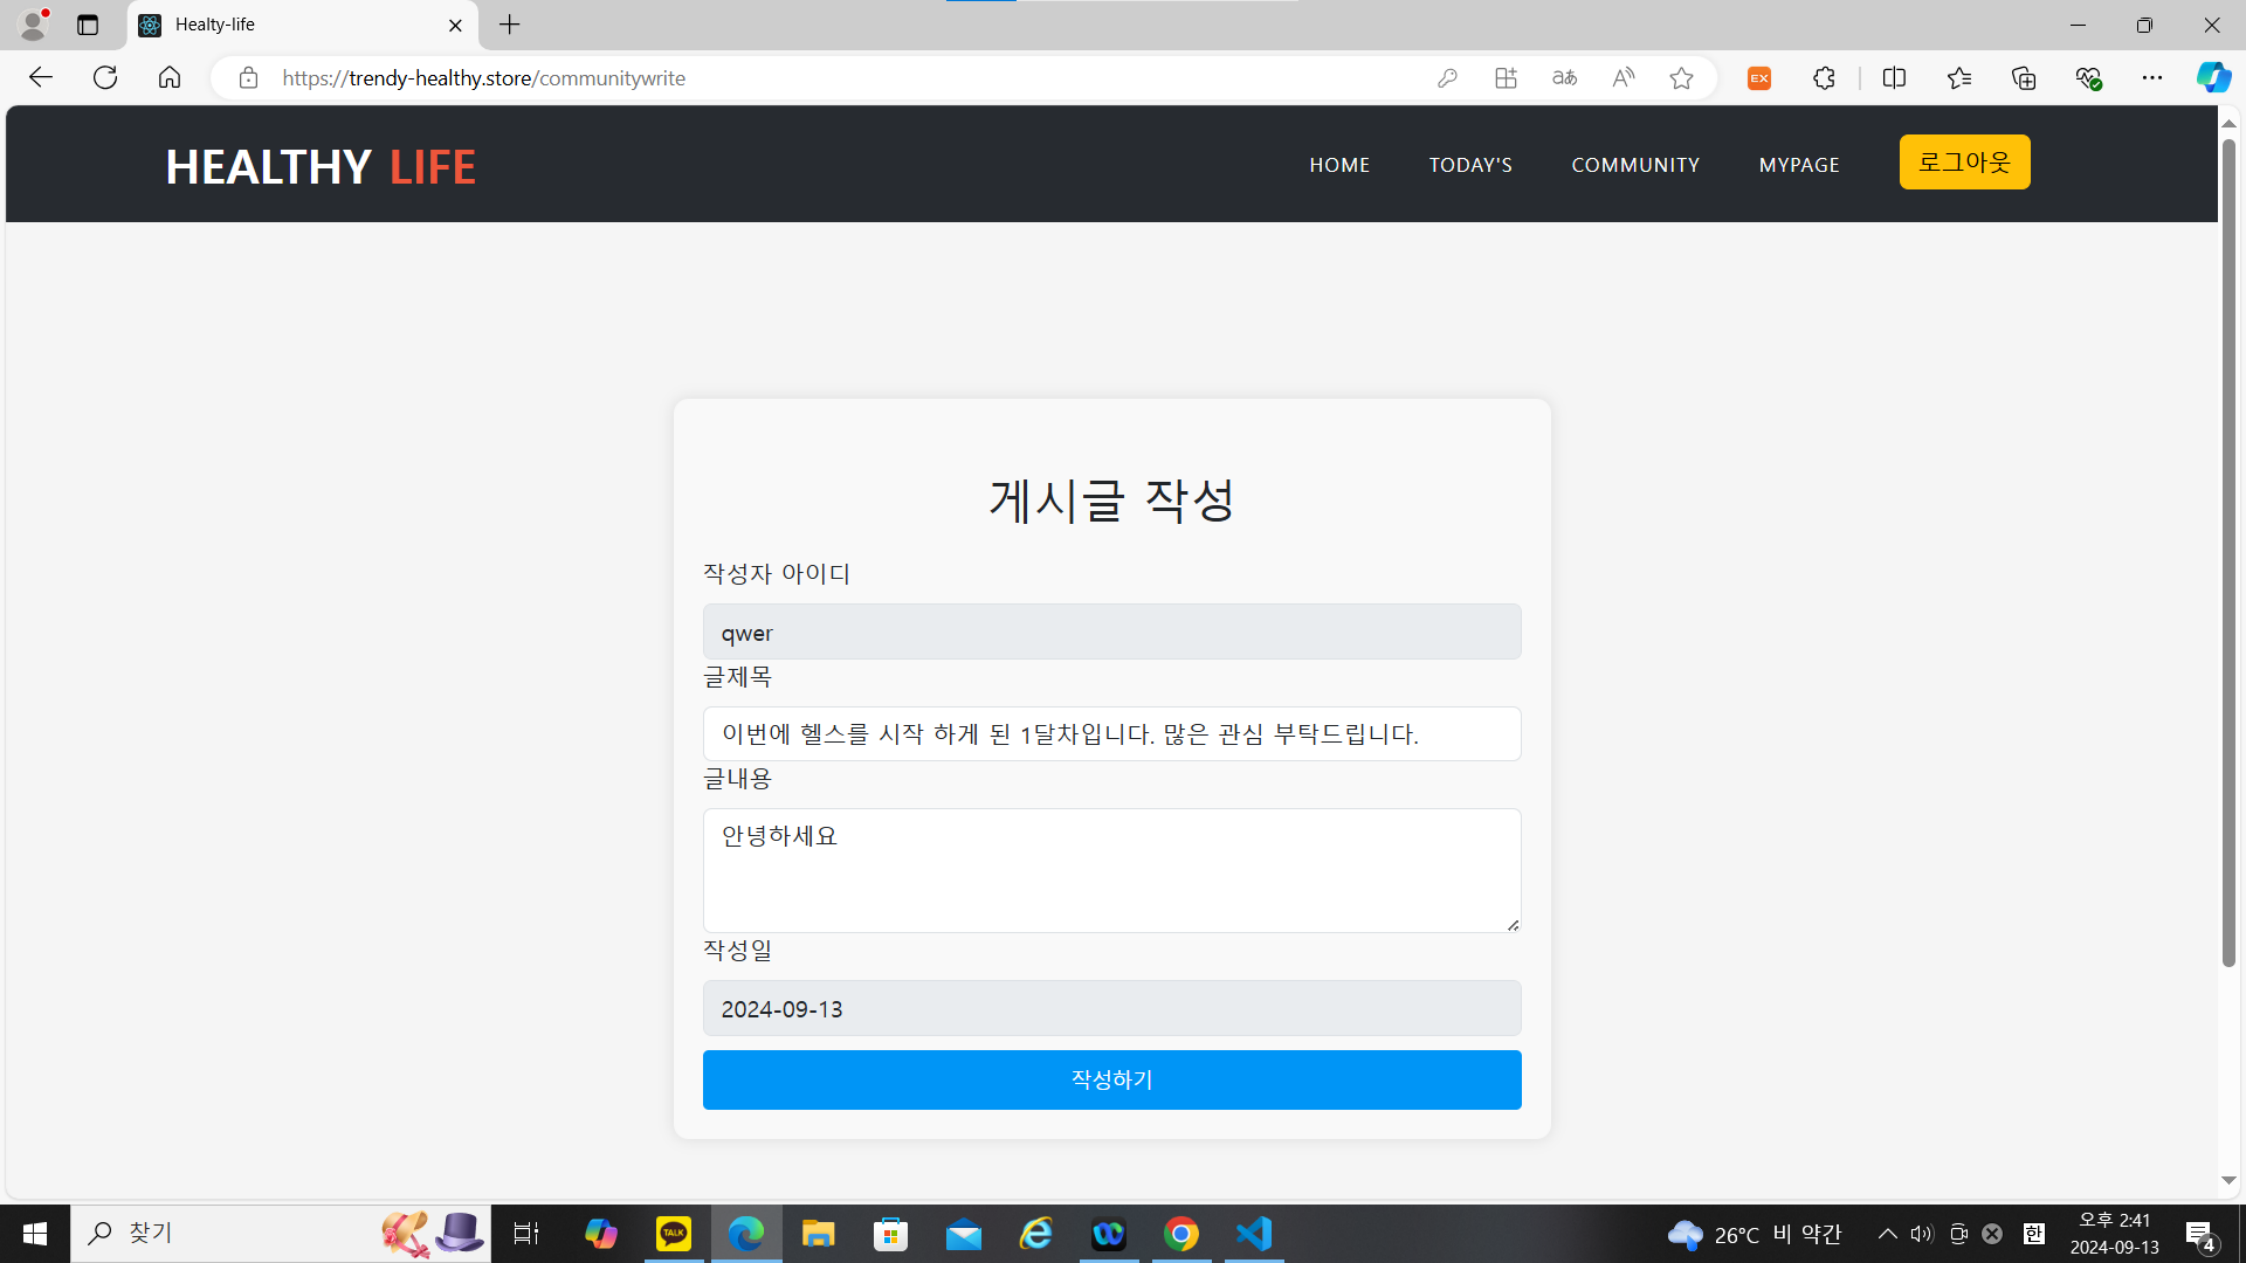 Healty-life
https://trendy-healthy.store/communitywrite
EX
HEALTHY LIFE
HOME
TODAY'S
COMMUNITY
MYPAGE
로그아웃
게시글 작성
작성자 아이디
qwer
글제목
이번에 헬스를 시작 하게 된 1달차입니다. 많은 관심 부탁드립니다.
글내용
안녕하세요
작성일
2024-09-13
작성하기
찾기
TALK
26°C 비 약간
한
오후 2:41
2024-09-13
4